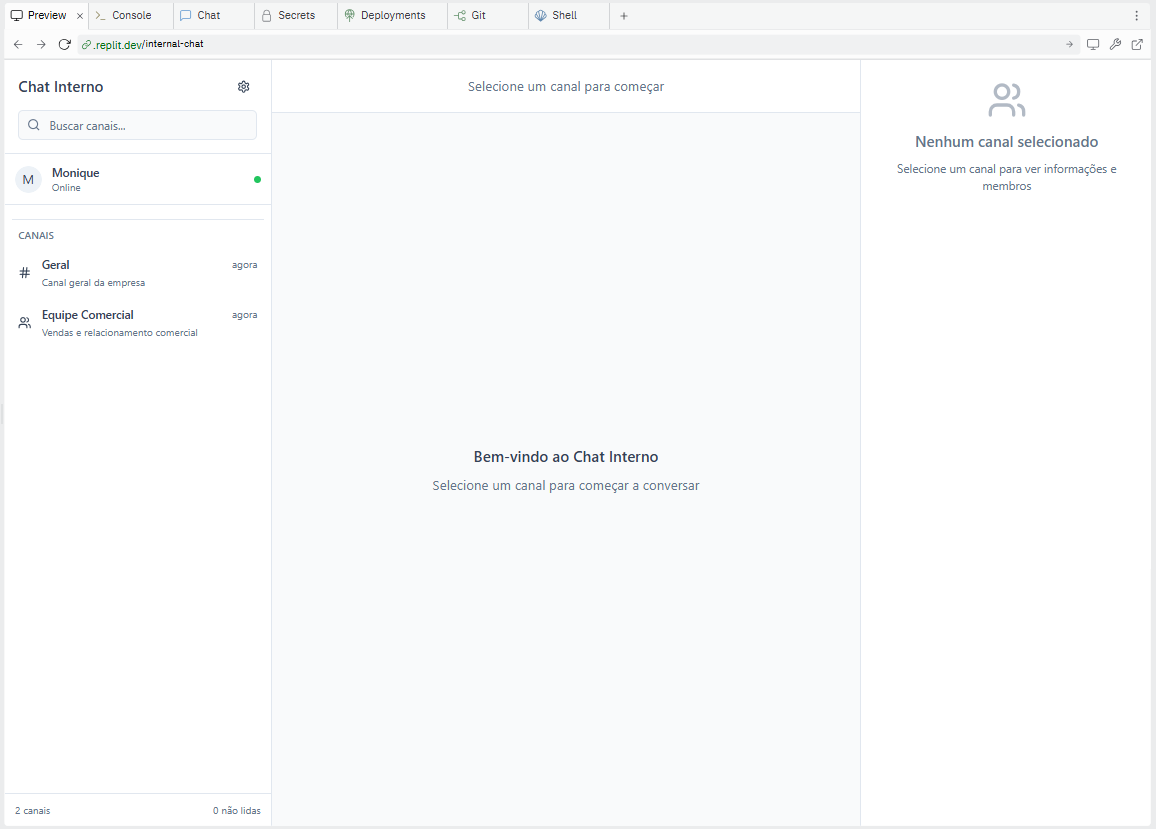 Preview
Console
Chat
Secrets
Deployments
Git
Shell
.replit.dev/internal-chat
Chat Interno
Buscar canais...
M
Monique
Online
CANAIS
Geral
agora
Canal geral da empresa
Equipe Comercial
agora
Vendas e relacionamento comercial
2 canais
0 não lidas
Selecione um canal para começar
Bem-vindo ao Chat Interno
Selecione um canal para começar a conversar
Nenhum canal selecionado
Selecione um canal para ver informações e
membros